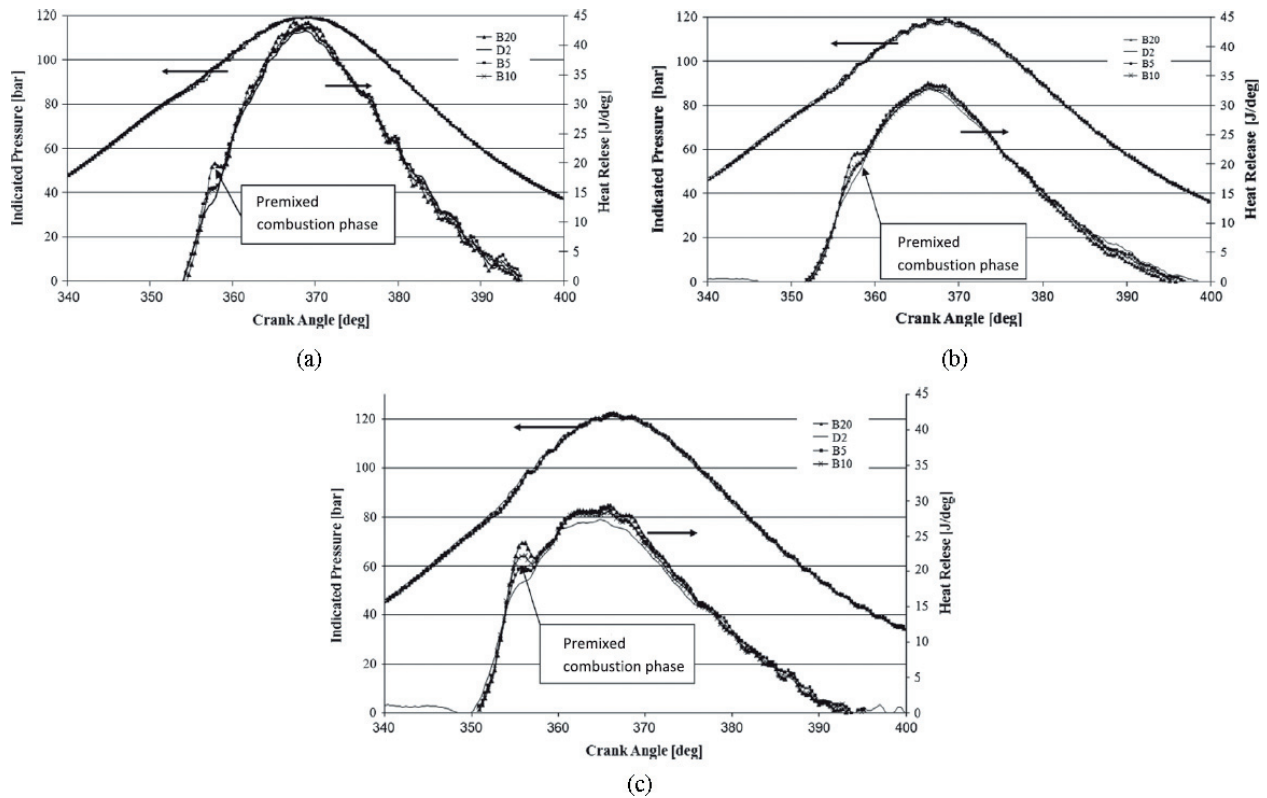 120
100
80
60
40
20
0
Indicated Pressure [bar]
45
40
35
30
25
20
15
10
5
0
Heat Relese [J/deg]
B20
D2
B5
B10
Premixed
combustion phase
340 350 360 370 380 390 400
Crank Angle [deg]
(a)
120
100
80
60
40
20
0
Indicated Pressure [bar]
45
40
35
30
25
20
15
10
5
0
Heat Release [J/deg]
B20
D2
B5
B10
Premixed
combustion phase
340 350 360 370 380 390 400
Crank Angle [deg]
(b)
120
100
80
60
40
20
0
Indicated Pressure [bar]
45
40
35
30
25
20
15
10
5
0
Heat Relese [J/deg]
B20
D2
B5
B10
Premixed
combustion phase
340 350 360 370 380 390 400
Crank Angle [deg]
(c)